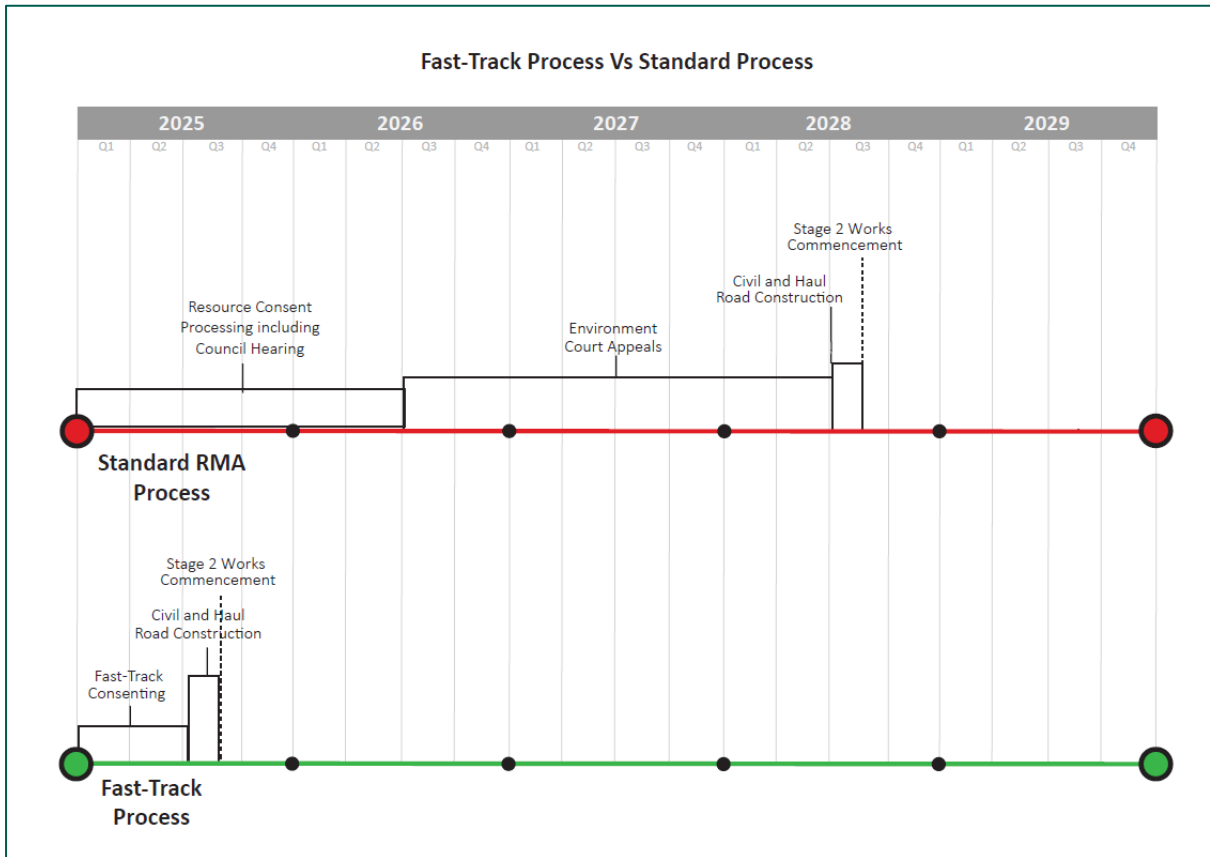 Fast-Track Process Vs Standard Process
2025 2026 2027 2028 2029
Q1 Q2 Q3 Q4 Q1 Q2 Q3 Q4 Q1 Q2 Q3 Q4 Q1 Q2 Q3 Q4 Q1 Q2 Q3 Q4
Stage 2 Works
Commencement
Civil and Haul
Road Construction
Resource Consent
Processing including
Council Hearing
Environment
Court Appeals
Standard RMA
Process
Stage 2 Works
Commencement
Civil and Haul
Road Construction
Fast-Track
Consenting
Fast-Track
Process